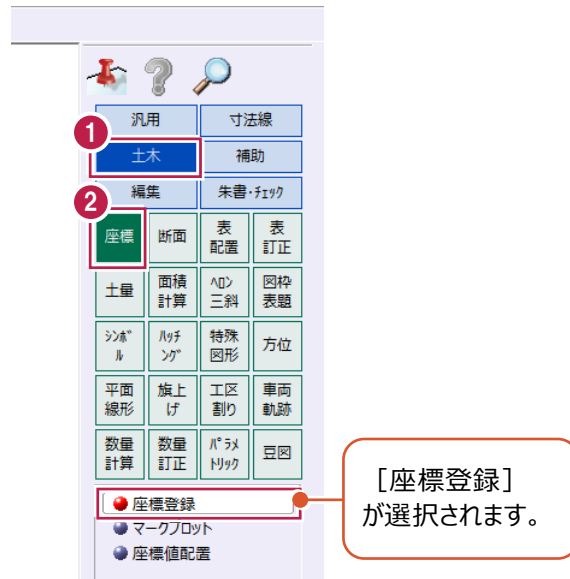 汎用 寸法線
1
土木 補助
編集 朱書・ﾁｪｯｸ
2
座標 断面 表配置 表訂正
土量 面積計算 ﾍﾛﾝ三斜 図枠表題
ｼﾝﾎﾞﾙ ﾊｯﾁﾝｸﾞ 特殊図形 方位
平面線形 旗上げ 工区割り 車両軌跡
数量計算 数量訂正 ﾊﾟﾗﾒﾄﾘｯｸ 豆図
座標登録
マークプロット
座標値配置
［座標登録］
が選択されます。